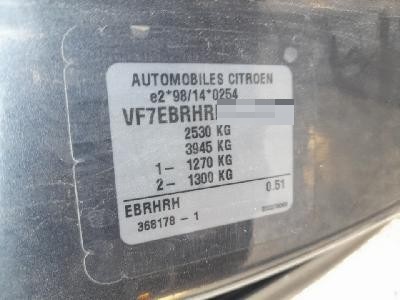 AUTOMOBILES CITROEN
e2*98/14*0254
VF7EBRHR
2530 KG
3945 KG
1- 1270 KG
2- 1300 KG
0.51
EBRHRH
368178 - 1